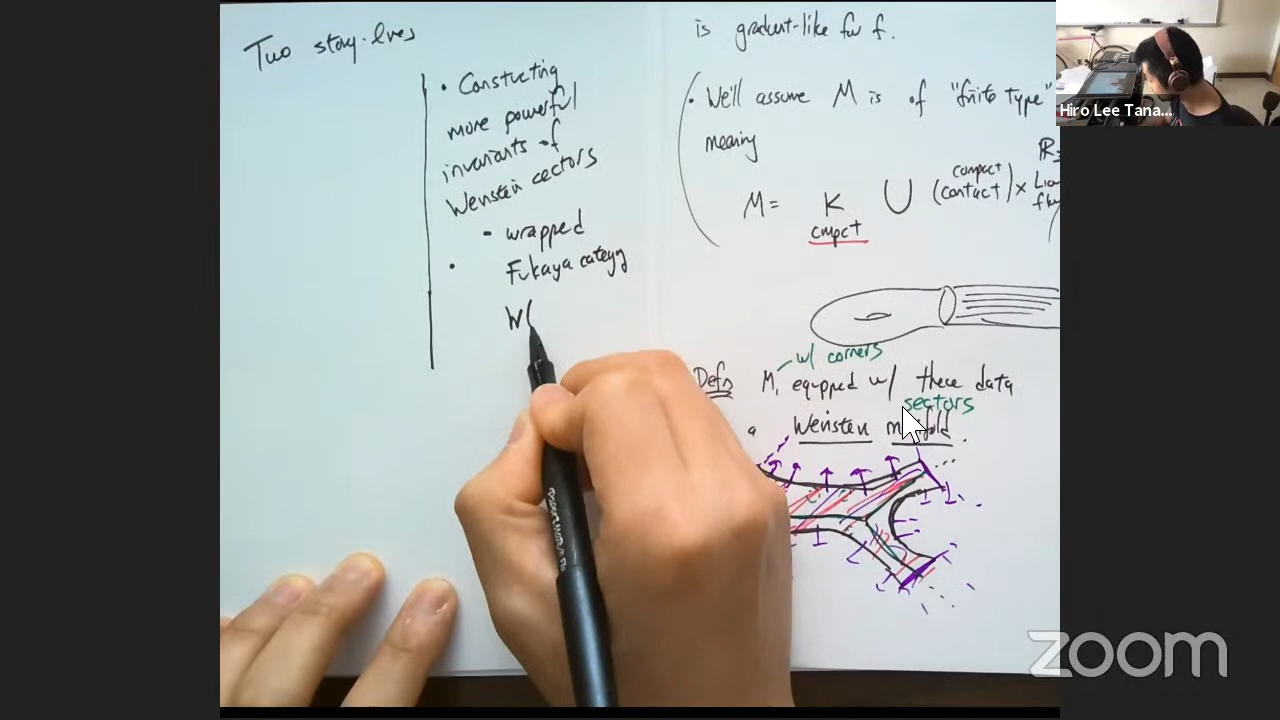 Two story-lines
• Constructing
more powerful
invariants of
Weinstein sectors
• wrapped
• Fukaya category
W(
is gradient-like for f.
• We'll assume M is of "finite type"
meaning
M = K ∪ (compact contact) ×
cmpct
w/ corners
Defn M, equipped w/ these data
sectors
a Weinstein manifold.
Hiro Lee Tana...
zoom